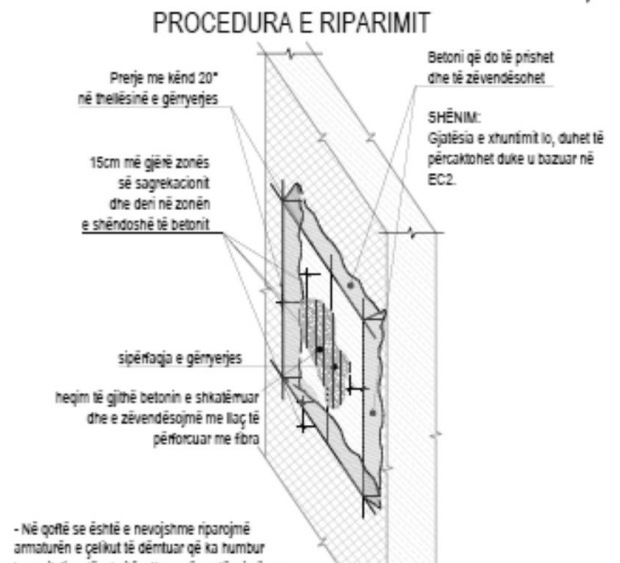 PROCEDURA E RIPARIMIT
Prerje me kënd 20°
në thellësinë e gërryerjes
15cm më gjërë zonës
së sagrekacionit
dhe deri në zonën
e shëndoshë të betonit
sipërfaqja e gërryerjes
heqim të gjithë betonin e shkatërruar
dhe e zëvendësojmë me llaç të
përforcuar me fibra
Betoni që do të prishet
dhe të zëvendësohet
SHËNIM:
Gjatësia e xhuntimit lo, duhet të
përcaktohet duke u bazuar në
EC2.
- Në qoftë se është e nevojshme riparojmë
armaturën e çelikut të dëmtuar që ka humbur